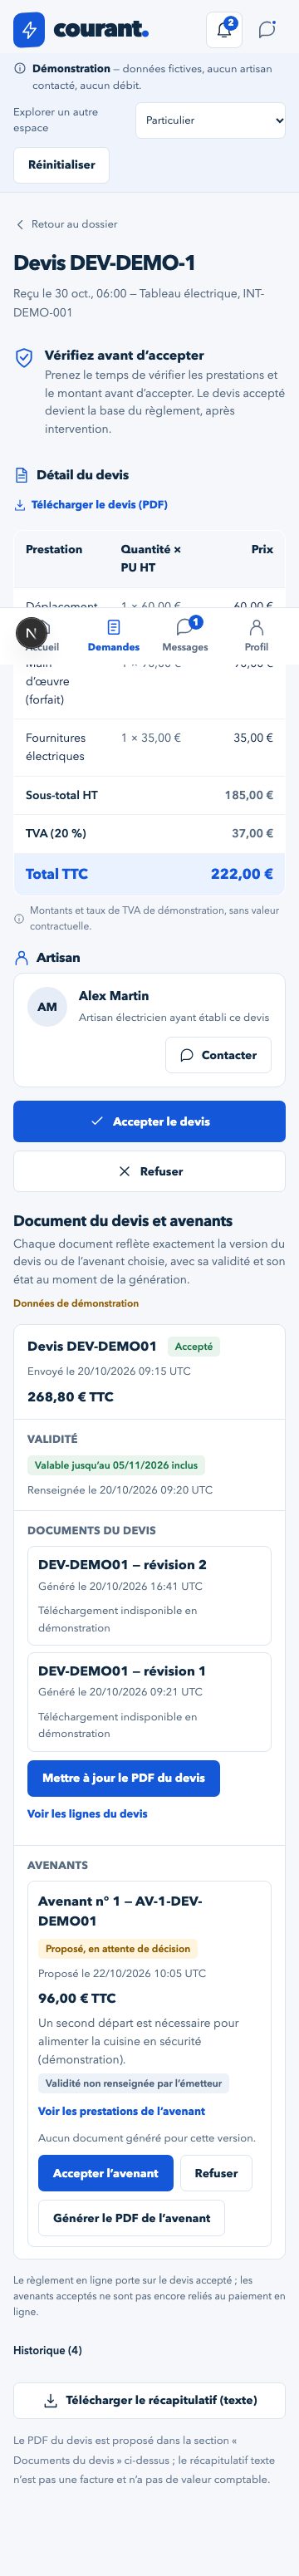 courant.
2
Démonstration — données fictives, aucun artisan
contacté, aucun débit.
Explorer un autre
espace
Particulier
Réinitialiser
Retour au dossier
Devis DEV-DEMO-1
Reçu le 30 oct., 06:00 — Tableau électrique, INT-
DEMO-001
Vérifiez avant d'accepter
Prenez le temps de vérifier les prestations et
le montant avant d'accepter. Le devis accepté
devient la base du règlement, après
intervention.
Détail du devis
Télécharger le devis (PDF)
Prestation Quantité × Prix
PU HT
Déplacement 1 × 60,00 € 60,00 €
N
Demandes
Messages
1
Profil
d'œuvre
(forfait)
Fournitures 1 × 35,00 € 35,00 €
électriques
Sous-total HT 185,00 €
TVA (20 %) 37,00 €
Total TTC 222,00 €
Montants et taux de TVA de démonstration, sans valeur
contractuelle.
Artisan
AM
Alex Martin
Artisan électricien ayant établi ce devis
Contacter
Accepter le devis
Refuser
Document du devis et avenants
Chaque document reflète exactement la version du
devis ou de l'avenant choisie, avec sa validité et son
état au moment de la génération.
Données de démonstration
Devis DEV-DEMO01 Accepté
Envoyé le 20/10/2026 09:15 UTC
268,80 € TTC
VALIDITÉ
Valable jusqu'au 05/11/2026 inclus
Renseignée le 20/10/2026 09:20 UTC
DOCUMENTS DU DEVIS
DEV-DEMO01 — révision 2
Généré le 20/10/2026 16:41 UTC
Téléchargement indisponible en
démonstration
DEV-DEMO01 — révision 1
Généré le 20/10/2026 09:21 UTC
Téléchargement indisponible en
démonstration
Mettre à jour le PDF du devis
Voir les lignes du devis
AVENANTS
Avenant n° 1 — AV-1-DEV-
DEMO01
Proposé, en attente de décision
Proposé le 22/10/2026 10:05 UTC
96,00 € TTC
Un second départ est nécessaire pour
alimenter la cuisine en sécurité
(démonstration).
Validité non renseignée par l'émetteur
Voir les prestations de l'avenant
Aucun document généré pour cette version.
Accepter l'avenant
Refuser
Générer le PDF de l'avenant
Le règlement en ligne porte sur le devis accepté ; les
avenants acceptés ne sont pas encore reliés au paiement en
ligne.
Historique (4)
Télécharger le récapitulatif (texte)
Le PDF du devis est proposé dans la section «
Documents du devis » ci-dessus ; le récapitulatif texte
n'est pas une facture et n'a pas de valeur comptable.